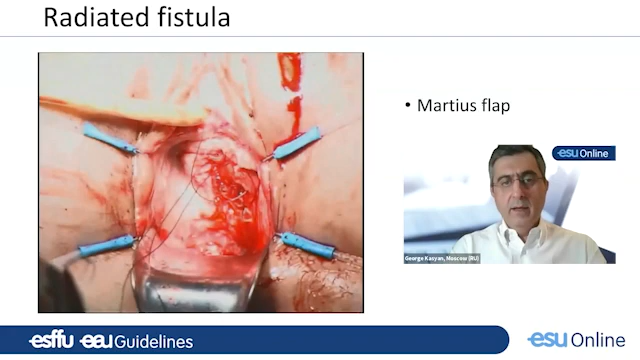 Radiated fistula
• Martius flap
esu Online
George Kasyan, Moscow (RU)
esffu eau Guidelines
esu Online